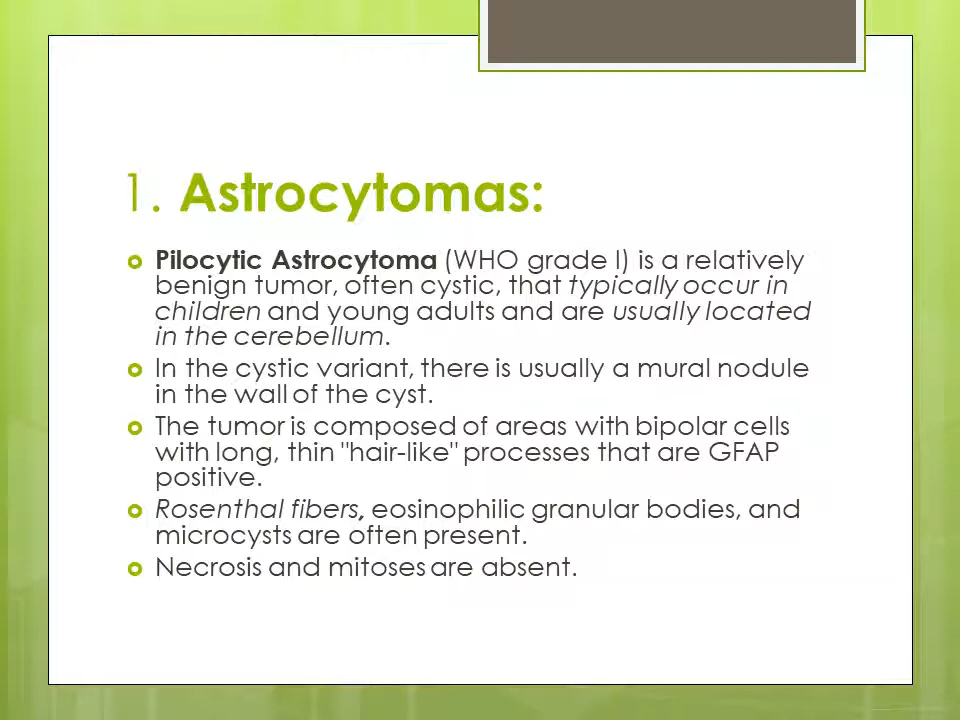 1. Astrocytomas:
Pilocytic Astrocytoma (WHO grade I) is a relatively
benign tumor, often cystic, that typically occur in
children and young adults and are usually located
in the cerebellum.
In the cystic variant, there is usually a mural nodule
in the wall of the cyst.
The tumor is composed of areas with bipolar cells
with long, thin "hair-like" processes that are GFAP
positive.
Rosenthal fibers, eosinophilic granular bodies, and
microcysts are often present.
Necrosis and mitoses are absent.